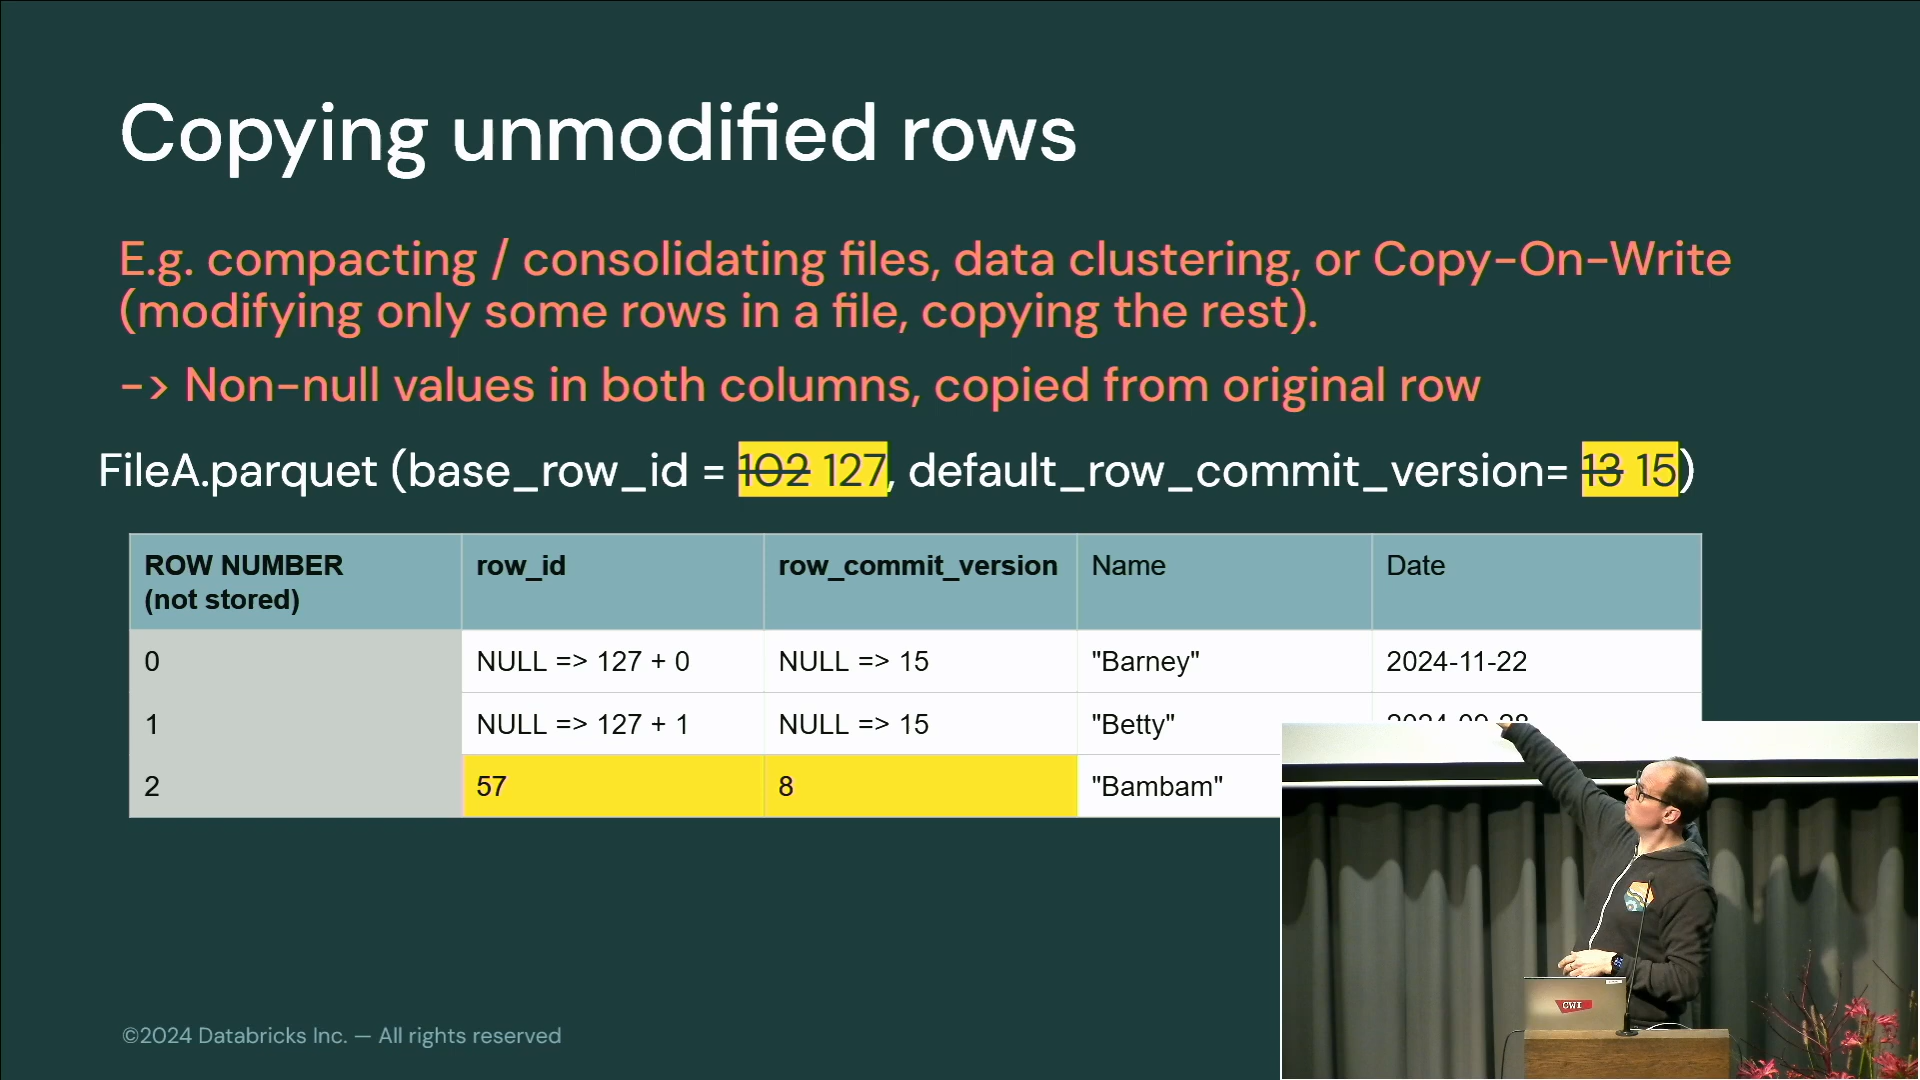 Copying unmodified rows
E.g. compacting / consolidating files, data clustering, or Copy-On-Write
(modifying only some rows in a file, copying the rest).
-> Non-null values in both columns, copied from original row
FileA.parquet (base_row_id = 102 127, default_row_commit_version= 13 15)
ROW NUMBER (not stored) row_id row_commit_version Name Date
0 NULL => 127 + 0 NULL => 15 "Barney" 2024-11-22
1 NULL => 127 + 1 NULL => 15 "Betty"
2 57 8 "Bambam"
CWI
©2024 Databricks Inc. — All rights reserved